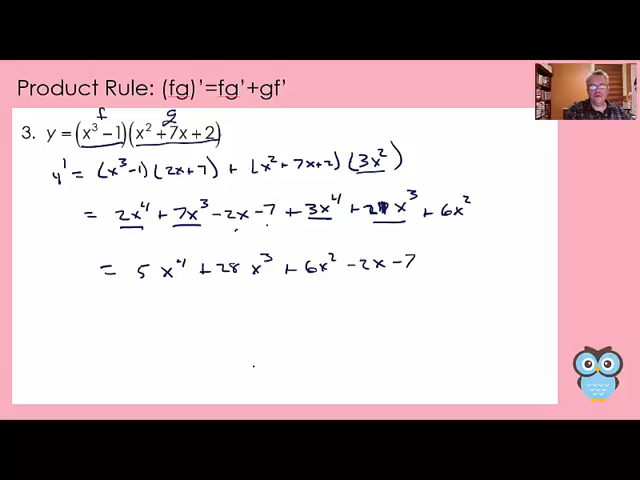 Product Rule: (fg)'=fg'+gf'
f g
3. y = (x³ − 1)(x² + 7x + 2)
y' = (x³-1)(2x+7) + (x²+7x+2)(3x²)
= 2x⁴ + 7x³ - 2x - 7 + 3x⁴ + 21x³ + 6x²
= 5x⁴ + 28x³ + 6x² - 2x - 7